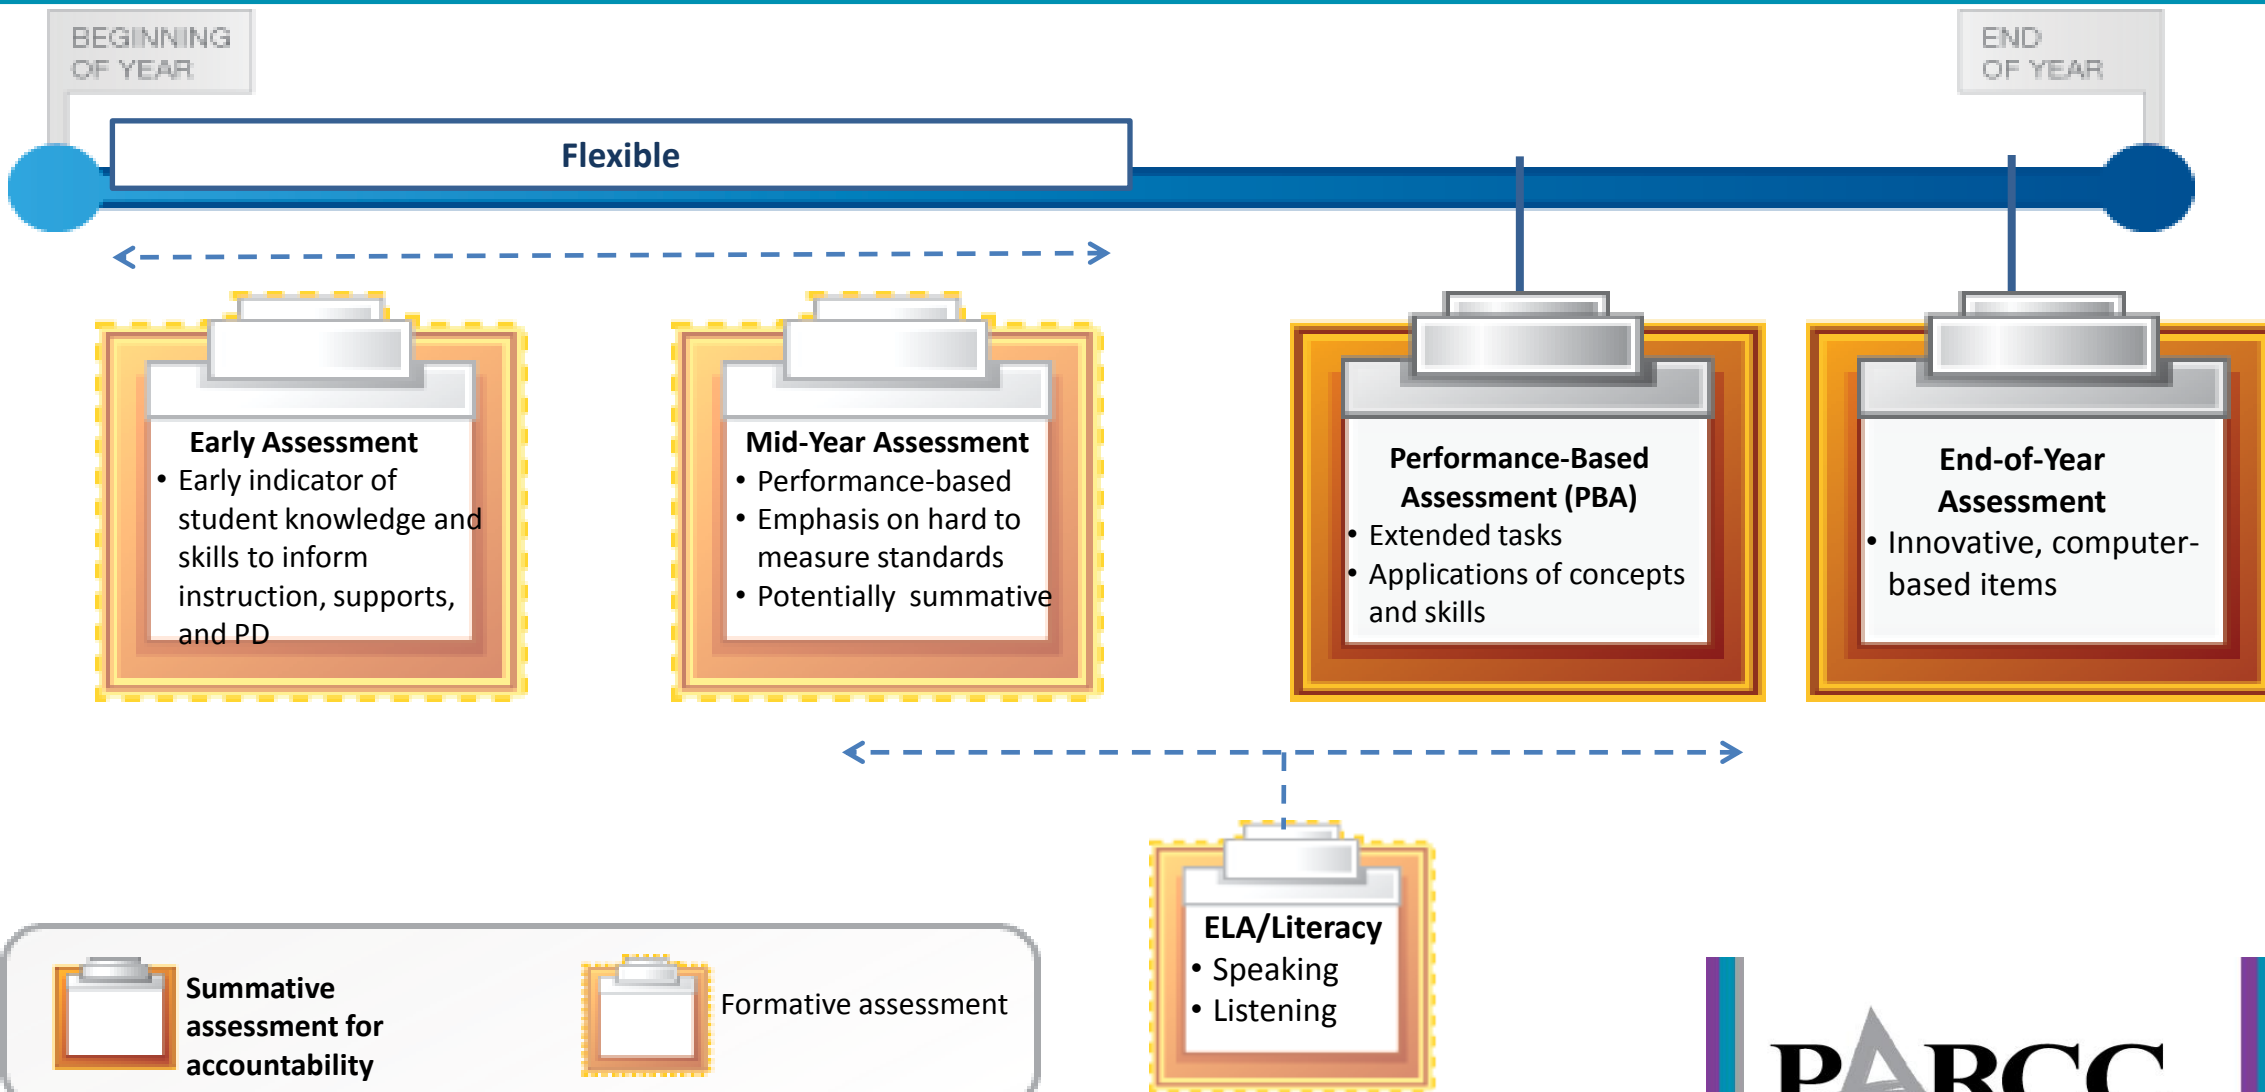 BEGINNING
OF YEAR
END
OF YEAR
Flexible
Early Assessment
• Early indicator of
student knowledge and
skills to inform
instruction, supports,
and PD
Mid-Year Assessment
• Performance-based
• Emphasis on hard to
measure standards
• Potentially summative
Performance-Based
Assessment (PBA)
• Extended tasks
• Applications of concepts
and skills
End-of-Year
Assessment
• Innovative, computer-
based items
ELA/Literacy
• Speaking
• Listening
Summative
assessment for
accountability
Formative assessment
PARCC